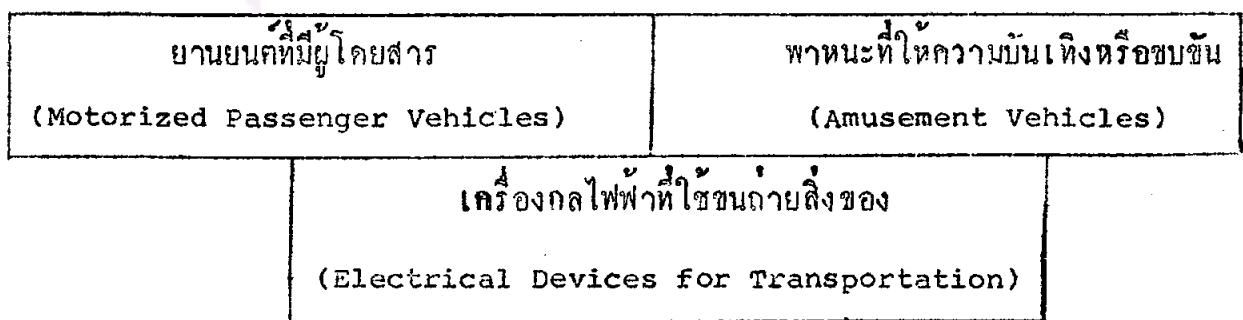 ยานยนต์ที่มีผู้โดยสาร
(Motorized Passenger Vehicles)
พาหนะที่ให้ความบันเทิงหรือขบขัน
(Amusement Vehicles)
เครื่องกลไฟฟ้าที่ใช้ขนถ่ายสิ่งของ
(Electrical Devices for Transportation)